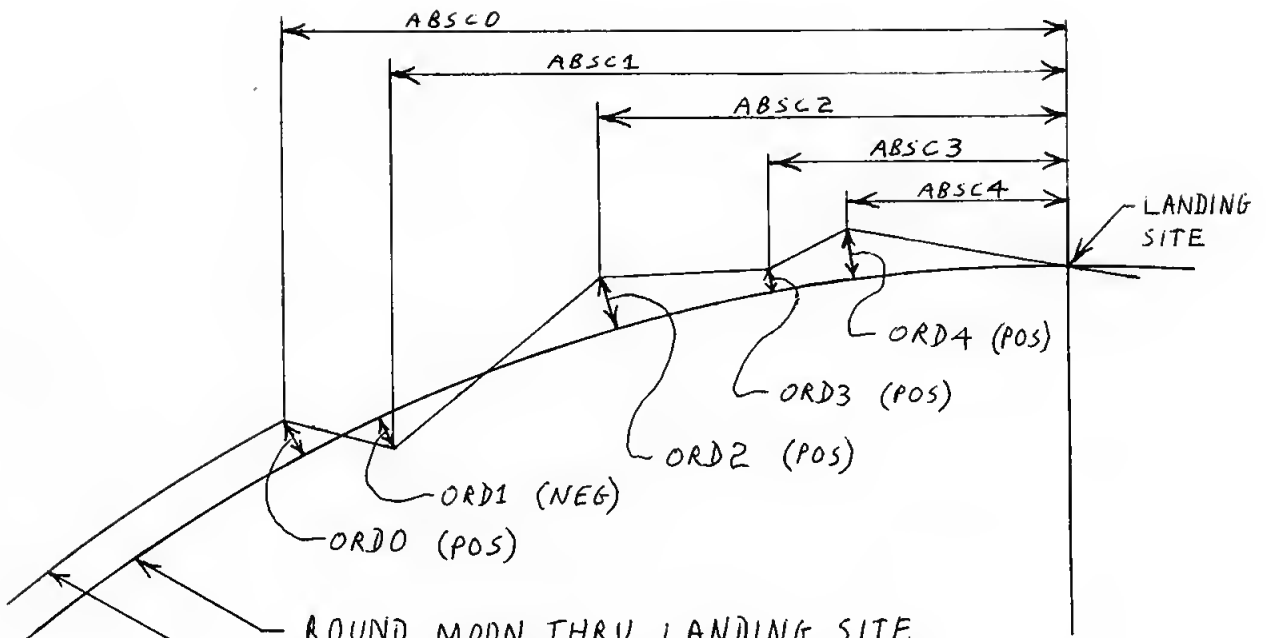 ABSC0
ABSC1
ABSC2
ABSC3
ABSC4
LANDING
SITE
ORD4 (POS)
ORD3 (POS)
ORD2 (POS)
ORD1 (NEG)
ORD0 (POS)
ROUND MOON THRU LANDING SITE